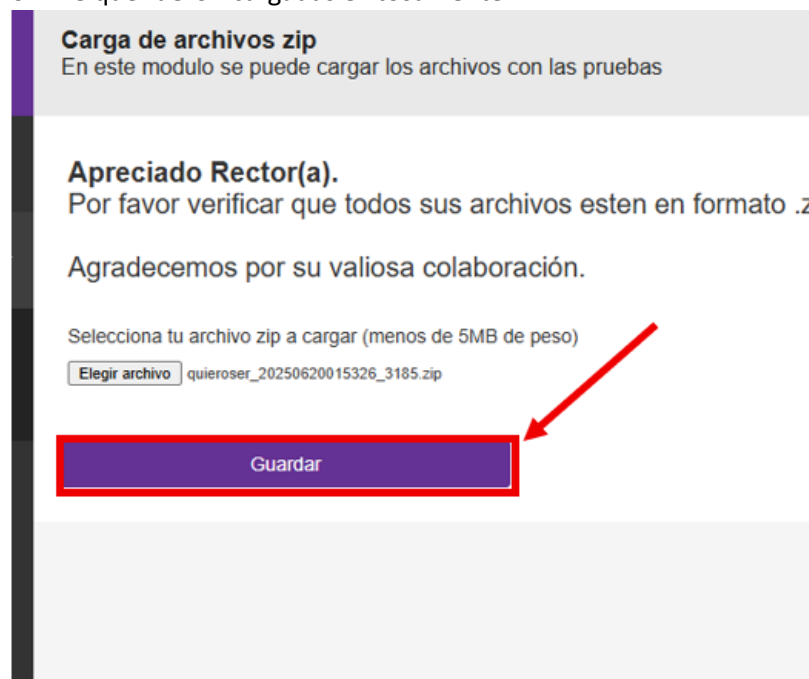 Carga de archivos zip
En este modulo se puede cargar los archivos con las pruebas
Apreciado Rector(a).
Por favor verificar que todos sus archivos esten en formato .z
Agradecemos por su valiosa colaboración.
Selecciona tu archivo zip a cargar (menos de 5MB de peso)
Elegir archivo quieroser_20250620015326_3185.zip
Guardar